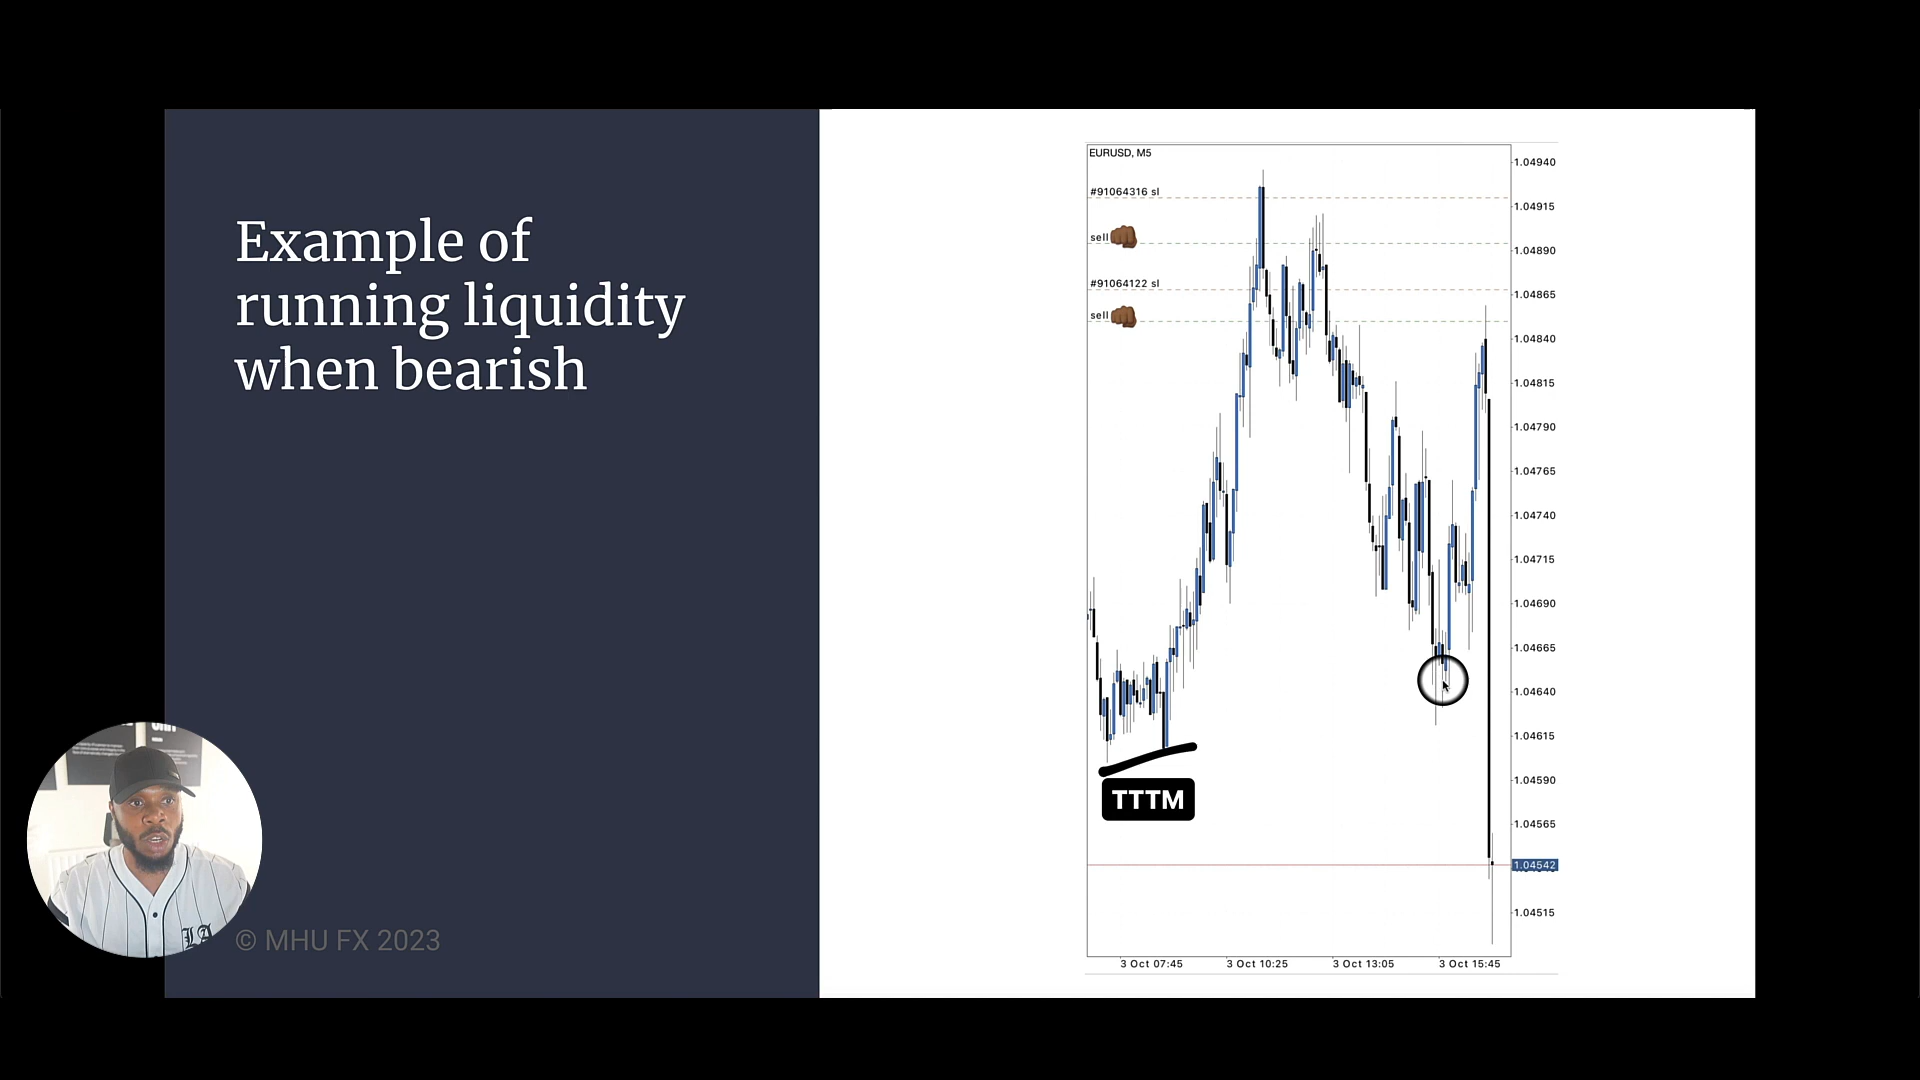 Example of
running liquidity
when bearish
© MHU FX 2023
EURUSD, M5
#91064316 sl
sell
#91064122 sl
sell
TTTM
1.04940
1.04915
1.04890
1.04865
1.04840
1.04815
1.04790
1.04765
1.04740
1.04715
1.04690
1.04665
1.04640
1.04615
1.04590
1.04565
1.04542
1.04515
3 Oct 07:45
3 Oct 10:25
3 Oct 13:05
3 Oct 15:45
LA